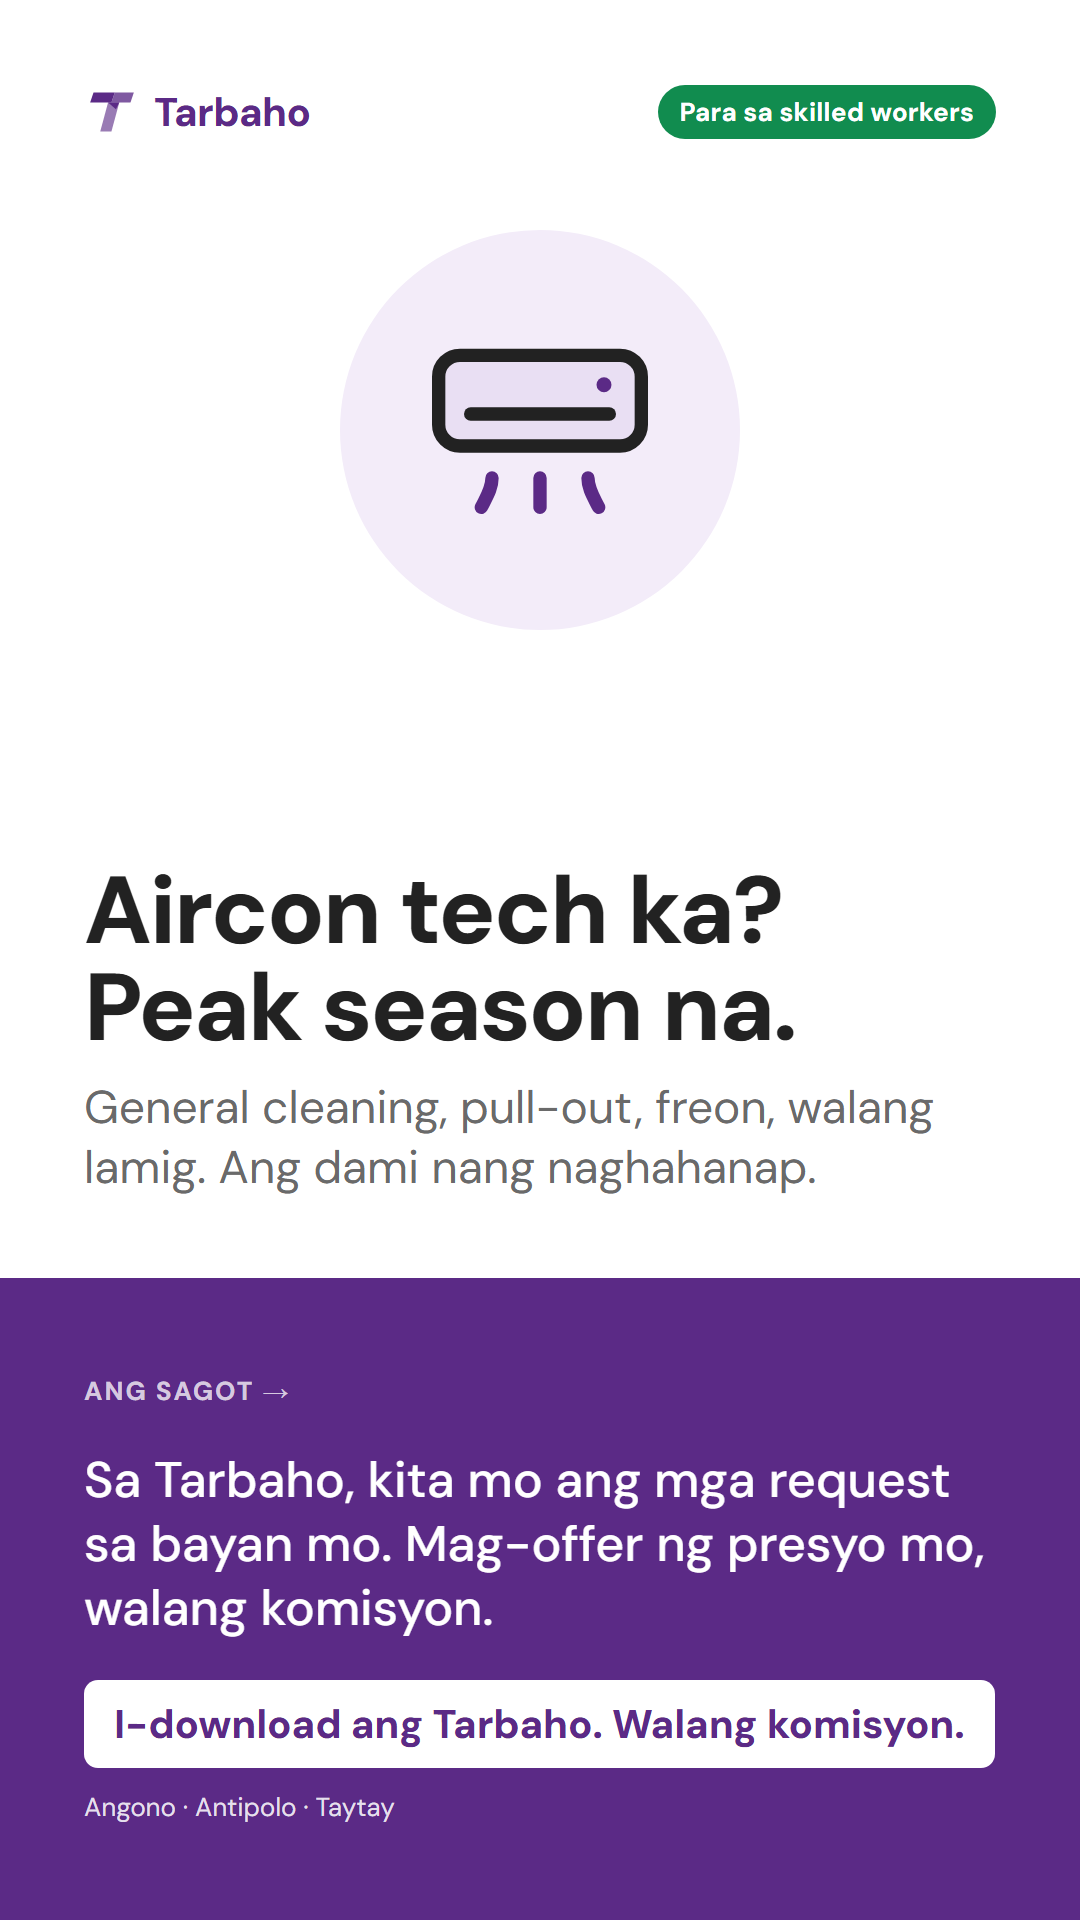 Tarbaho
Para sa skilled workers
Aircon tech ka?
Peak season na.
General cleaning, pull-out, freon, walang
lamig. Ang dami nang naghahanap.
ANG SAGOT →
Sa Tarbaho, kita mo ang mga request
sa bayan mo. Mag-offer ng presyo mo,
walang komisyon.
I-download ang Tarbaho. Walang komisyon.
Angono · Antipolo · Taytay